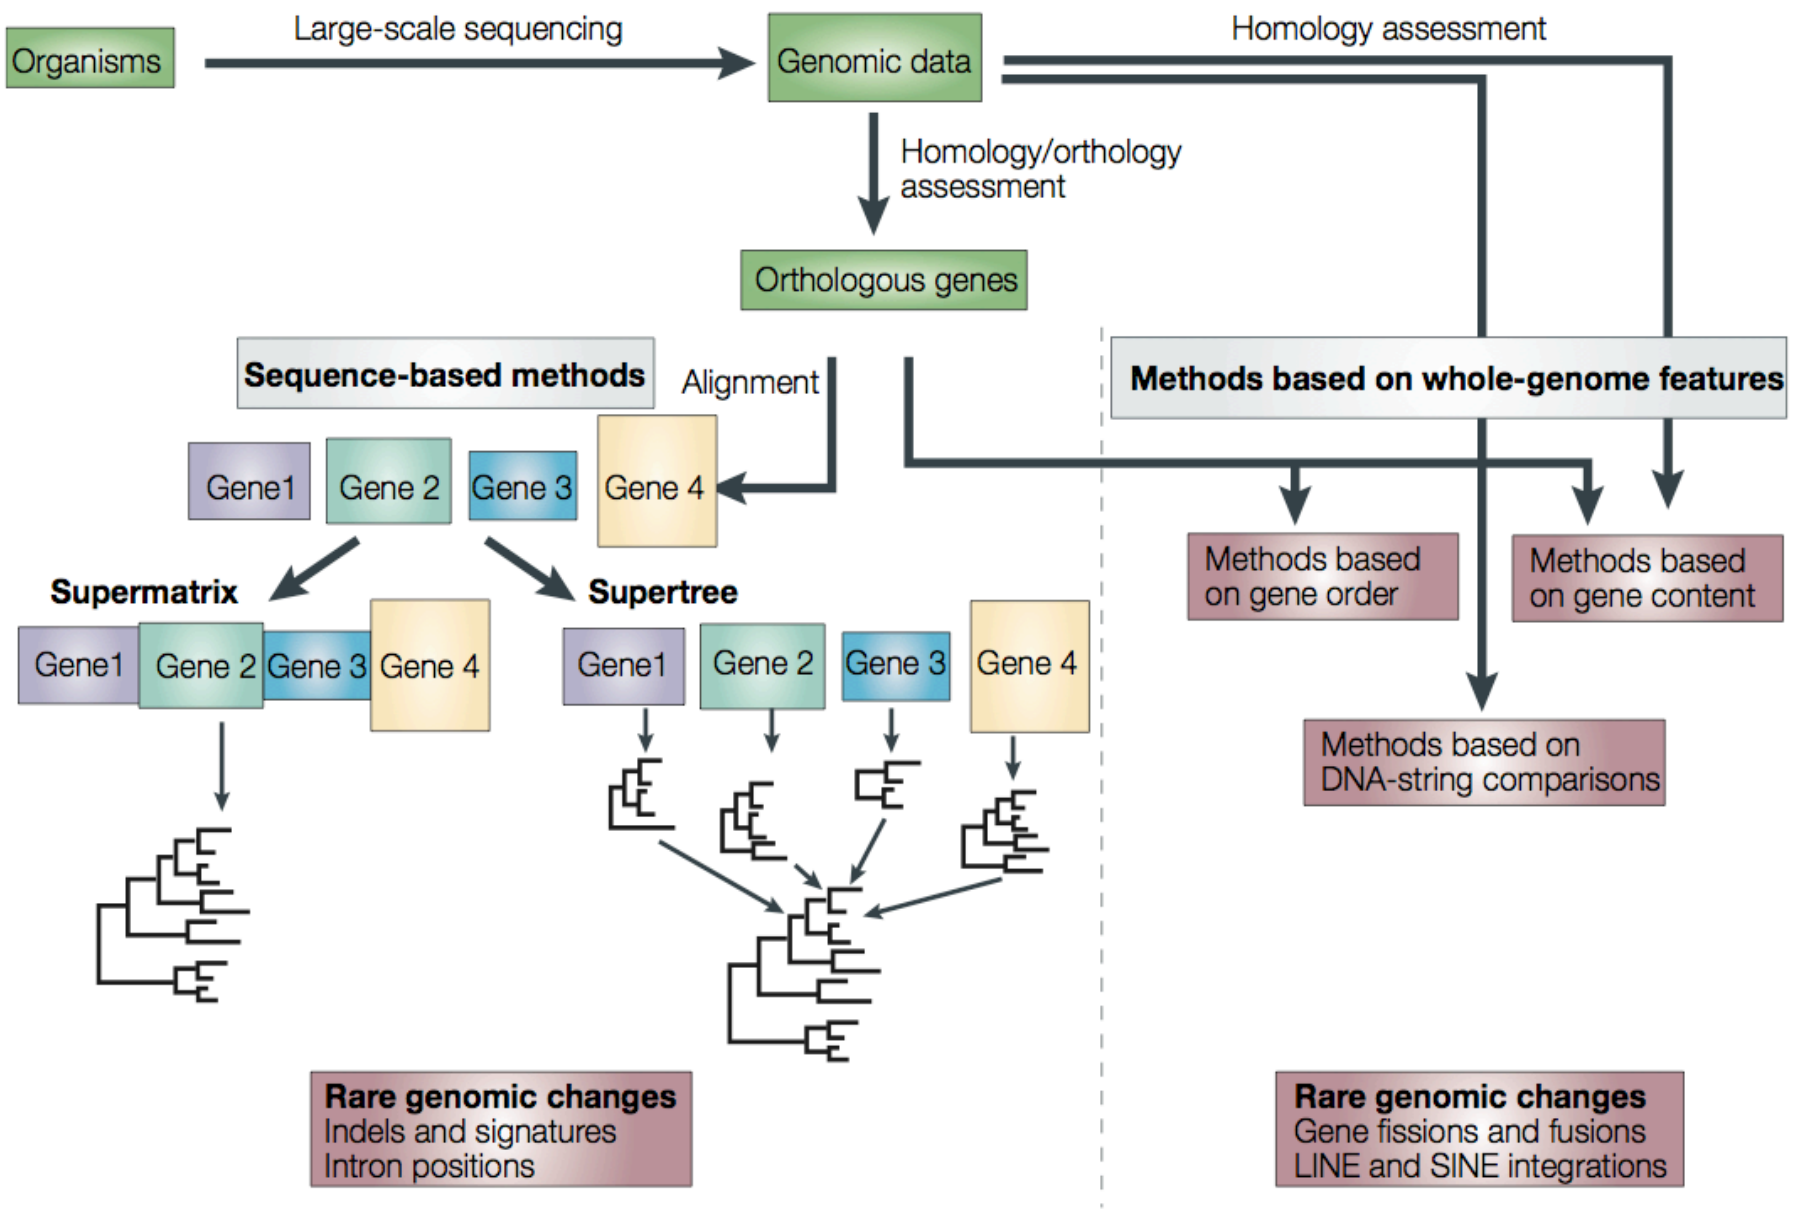 Organisms
Large-scale sequencing
Genomic data
Homology assessment
Homology/orthology
assessment
Orthologous genes
Sequence-based methods
Alignment
Methods based on whole-genome features
Gene1
Gene 2
Gene 3
Gene 4
Supermatrix
Supertree
Gene1
Gene 2
Gene 3
Gene 4
Gene1
Gene 2
Gene 3
Gene 4
Methods based
on gene order
Methods based
on gene content
Methods based on
DNA-string comparisons
Rare genomic changes
Indels and signatures
Intron positions
Rare genomic changes
Gene fissions and fusions
LINE and SINE integrations